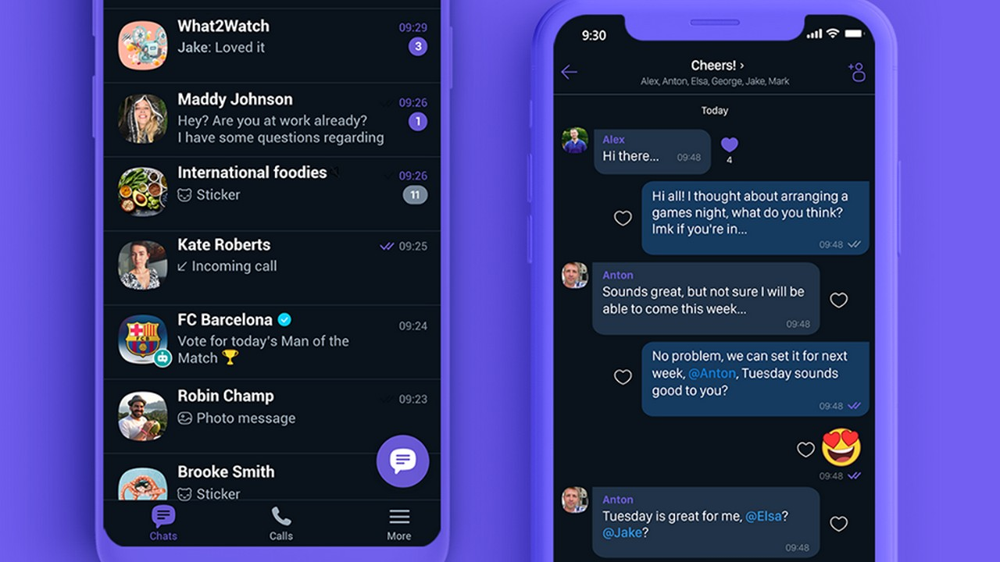 What2Watch 09:29
Jake: Loved it 3
Maddy Johnson 09:26
Hey? Are you at work already? 1
I have some questions regarding
International foodies 09:26
Sticker 11
Kate Roberts 09:25
Incoming call
FC Barcelona 09:24
Vote for today's Man of the
Match
Robin Champ 09:23
Photo message
Brooke Smith
Sticker
Chats Calls More
9:30
Cheers! ›
Alex, Anton, Elsa, George, Jake, Mark
Today
Alex
Hi there... 09:48
4
Hi all! I thought about arranging a
games night, what do you think?
Imk if you're in...
09:48
Anton
Sounds great, but not sure I will be
able to come this week...
09:48
No problem, we can set it for next
week, @Anton, Tuesday sounds
good to you?
09:48
09:48
Anton
Tuesday is great for me, @Elsa?
@Jake?
09:48